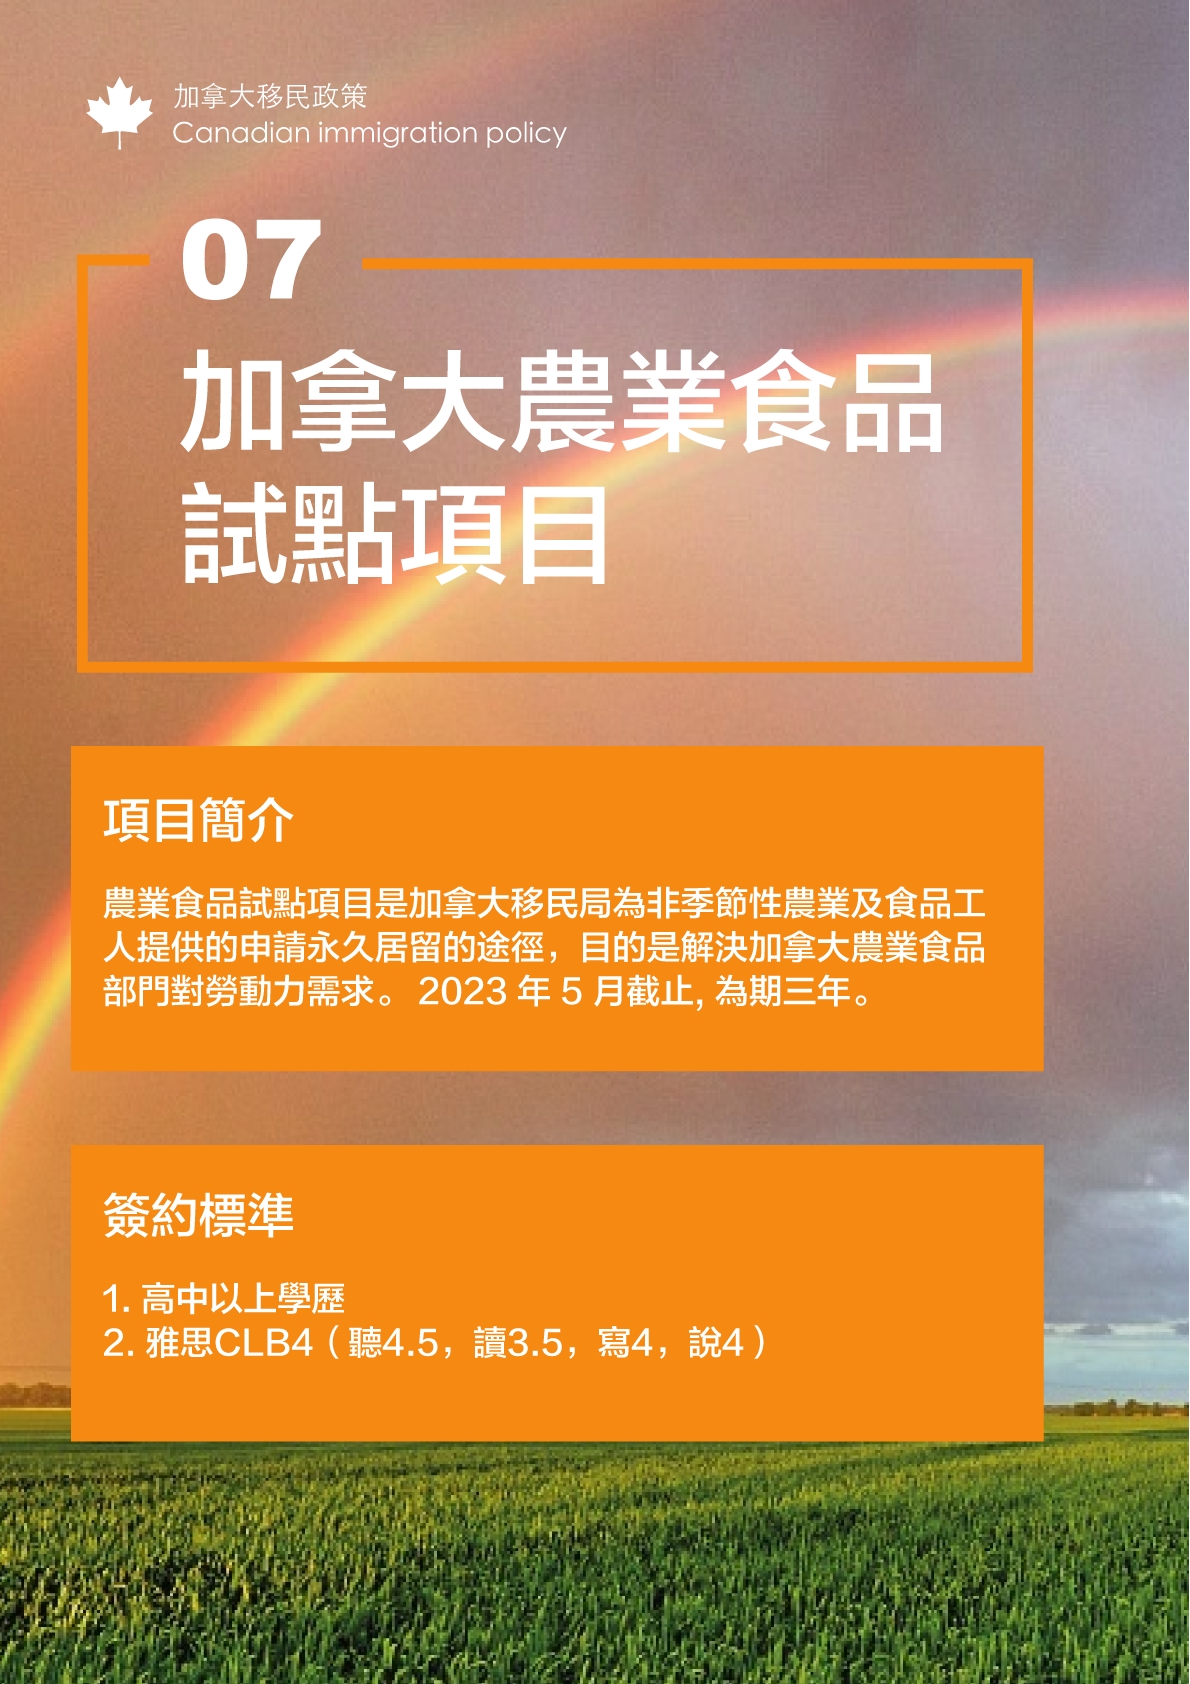 加拿大移民政策
Canadian immigration policy
07
加拿大農業食品
試點項目
項目簡介
農業食品試點項目是加拿大移民局為非季節性農業及食品工
人提供的申請永久居留的途徑，目的是解決加拿大農業食品
部門對勞動力需求。 2023 年 5 月截止, 為期三年。
簽約標準
1. 高中以上學歷
2. 雅思CLB4（聽4.5，讀3.5，寫4，說4）